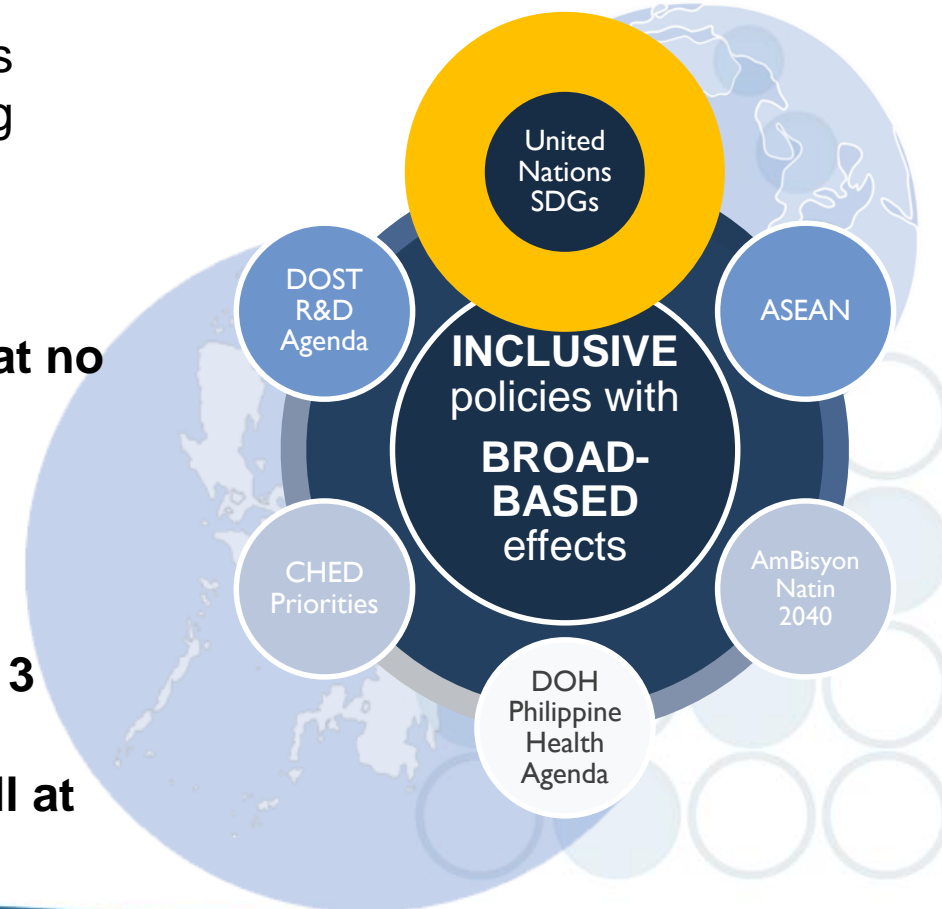 s
g
at no
3
ll at
United
Nations
SDGs
DOST
R&D
Agenda
ASEAN
INCLUSIVE
policies with
BROAD-
BASED
effects
CHED
Priorities
AmBisyon
Natin
2040
DOH
Philippine
Health
Agenda